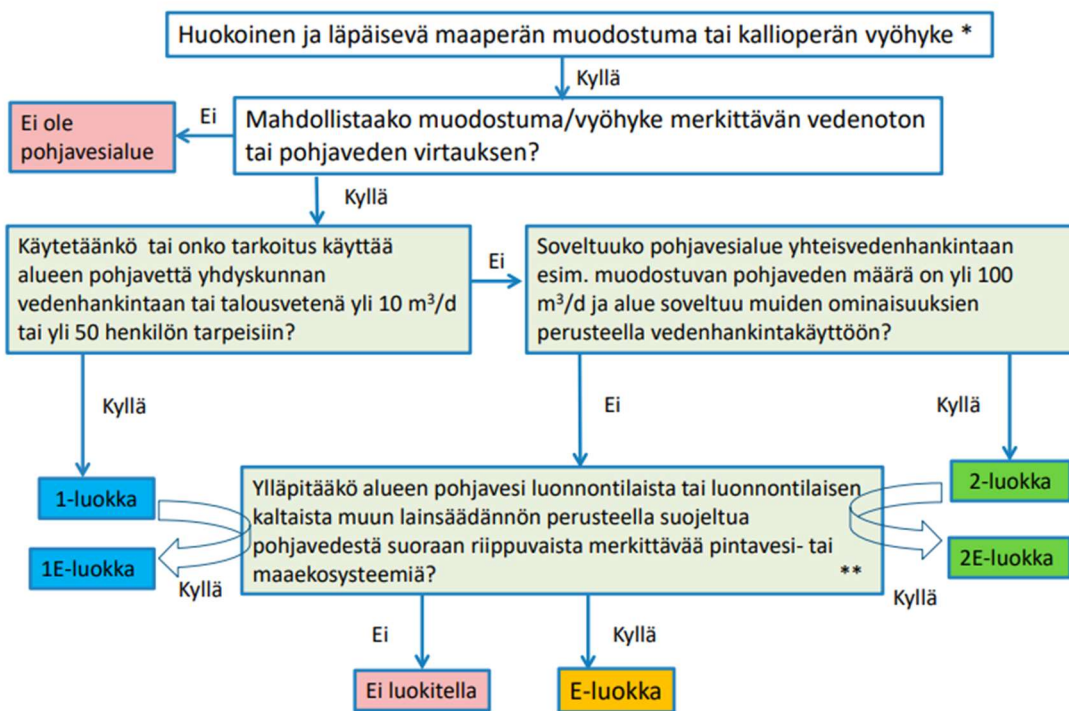 Huokoinen ja läpäisevä maaperän muodostuma tai kallioperän vyöhyke *
Kyllä
Ei ole
pohjavesialue
Ei
Mahdollistaako muodostuma/vyöhyke merkittävän vedenoton
tai pohjaveden virtauksen?
Kyllä
Käytetäänkö tai onko tarkoitus käyttää
alueen pohjavettä yhdyskunnan
vedenhankintaan tai talousvetenä yli 10 m³/d
tai yli 50 henkilön tarpeisiin?
Ei
Soveltuuko pohjavesialue yhteisvedenhankintaan
esim. muodostuvan pohjaveden määrä on yli 100
m³/d ja alue soveltuu muiden ominaisuuksien
perusteella vedenhankintakäyttöön?
Kyllä
Ei
Kyllä
1-luokka
1E-luokka
Kyllä
Ylläpitääkö alueen pohjavesi luonnontilaista tai luonnontilaisen
kaltaista muun lainsäädännön perusteella suojeltua
pohjavedestä suoraan riippuvaista merkittävää pintavesi- tai
maaekosysteemiä? **
2-luokka
2E-luokka
Kyllä
Ei
Kyllä
Ei luokitella
E-luokka